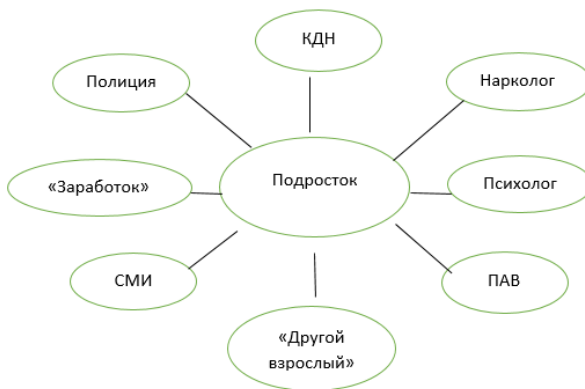 КДН
Полиция
Нарколог
«Заработок»
Подросток
Психолог
СМИ
ПАВ
«Другой
взрослый»